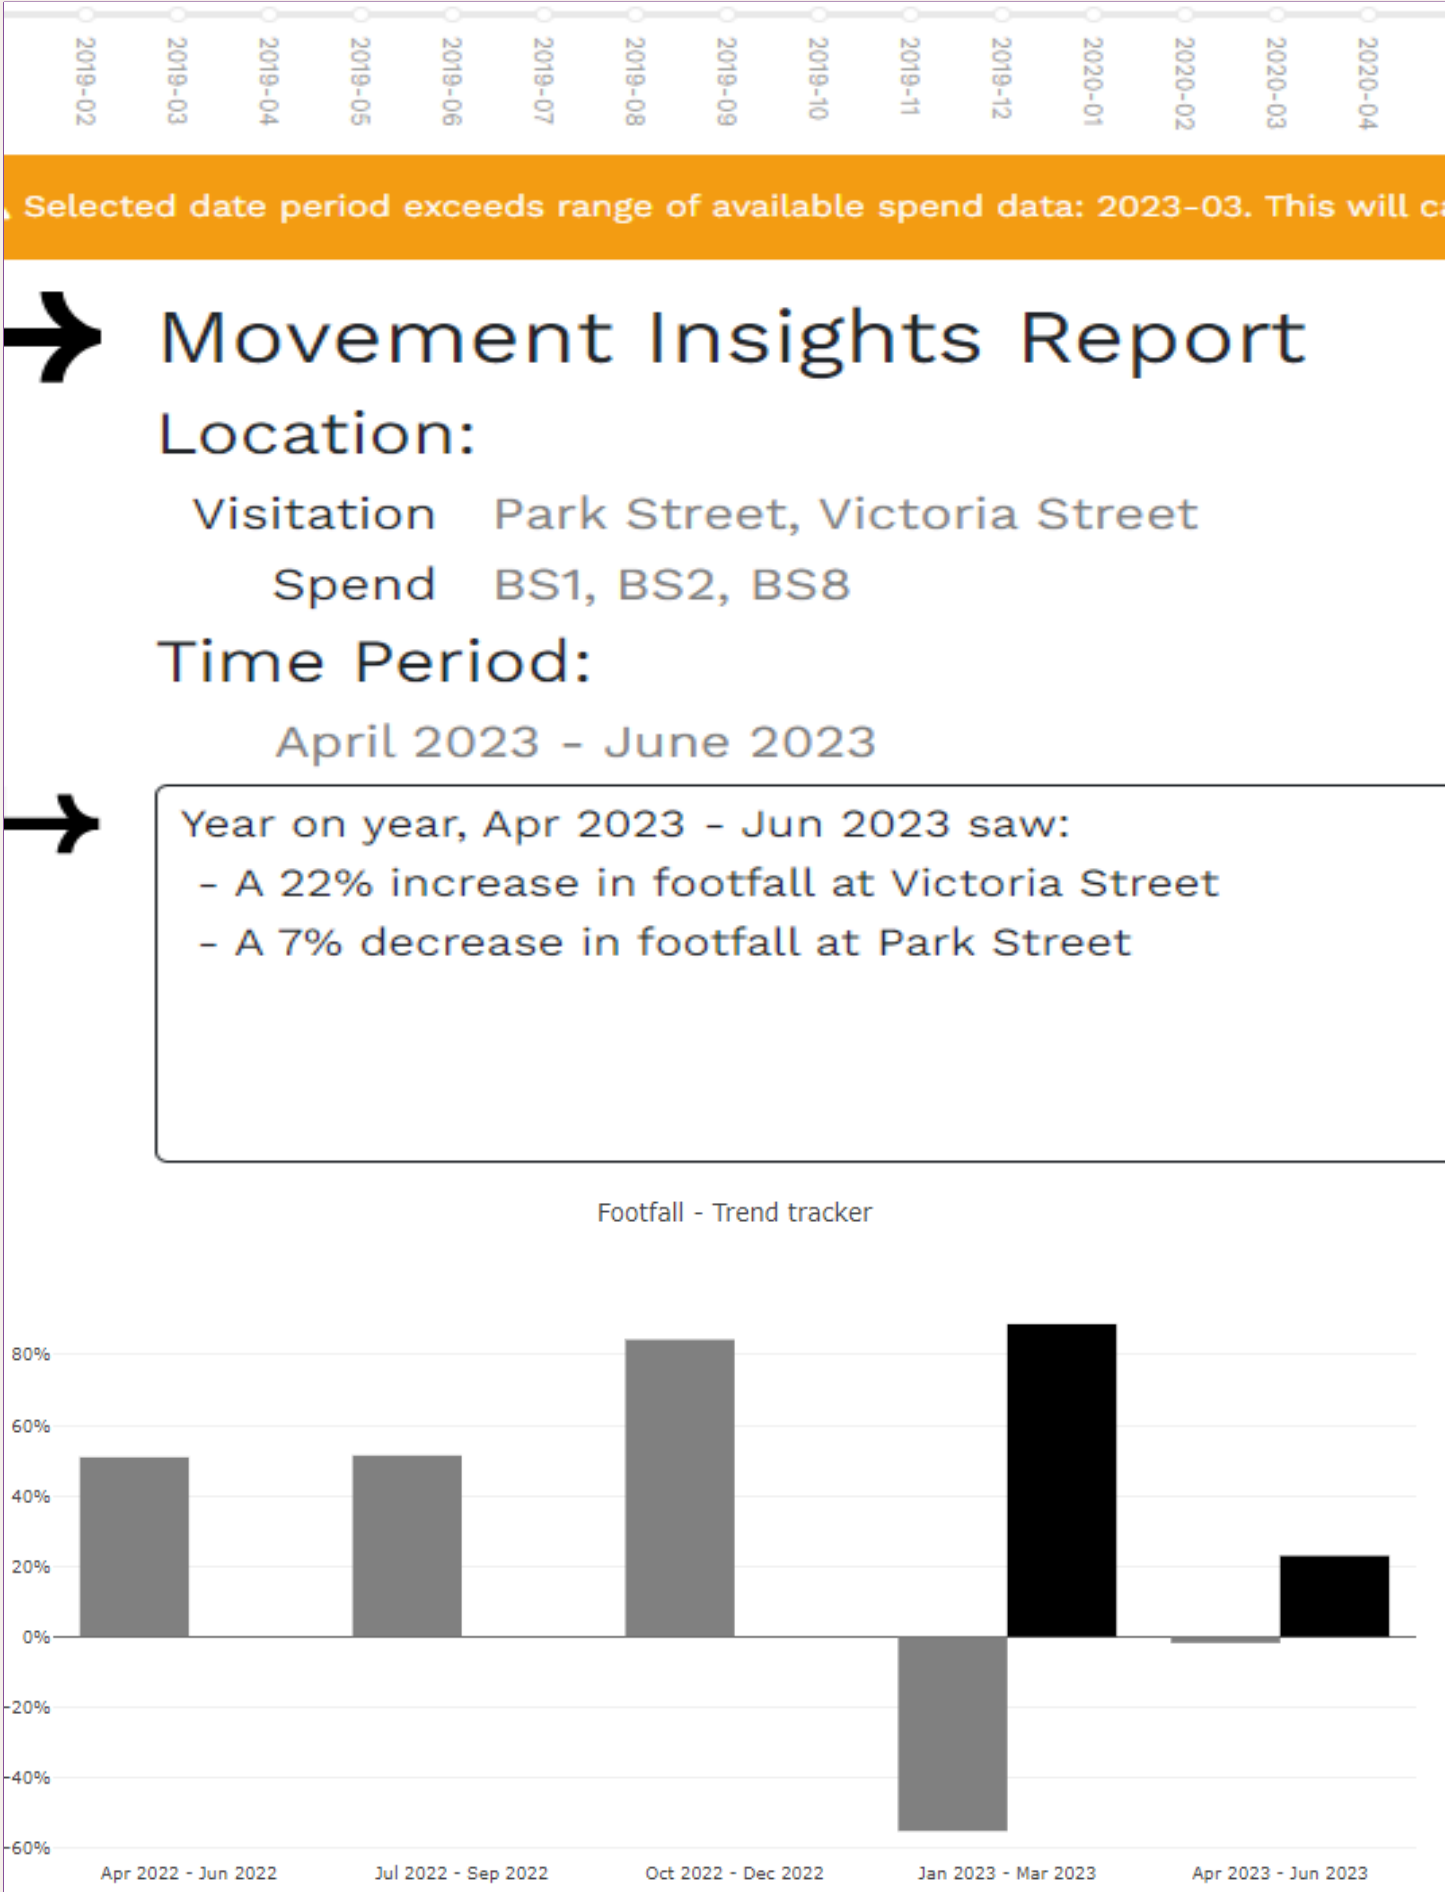 2019-02
2019-03
2019-04
2019-05
2019-06
2019-07
2019-08
2019-09
2019-10
2019-11
2019-12
2020-01
2020-02
2020-03
2020-04
Selected date period exceeds range of available spend data: 2023-03. This will
Movement Insights Report
Location:
Visitation Park Street, Victoria Street
Spend BS1, BS2, BS8
Time Period:
April 2023 - June 2023
Year on year, Apr 2023 - Jun 2023 saw:
- A 22% increase in footfall at Victoria Street
- A 7% decrease in footfall at Park Street
Footfall - Trend tracker
80%
60%
40%
20%
0%
-20%
-40%
-60%
Apr 2022 - Jun 2022
Jul 2022 - Sep 2022
Oct 2022 - Dec 2022
Jan 2023 - Mar 2023
Apr 2023 - Jun 2023